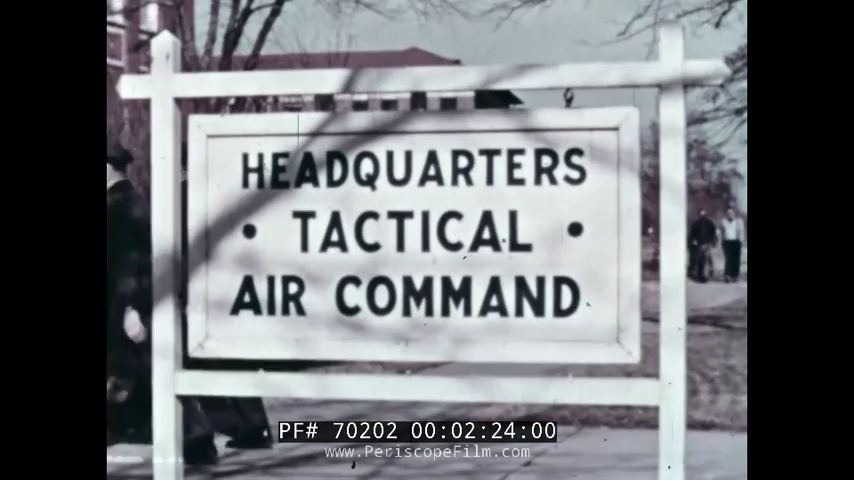 HEADQUARTERS
• TACTICAL •
AIR COMMAND
PF# 70202 00:02:24:00
www.PeriscopeFilm.com